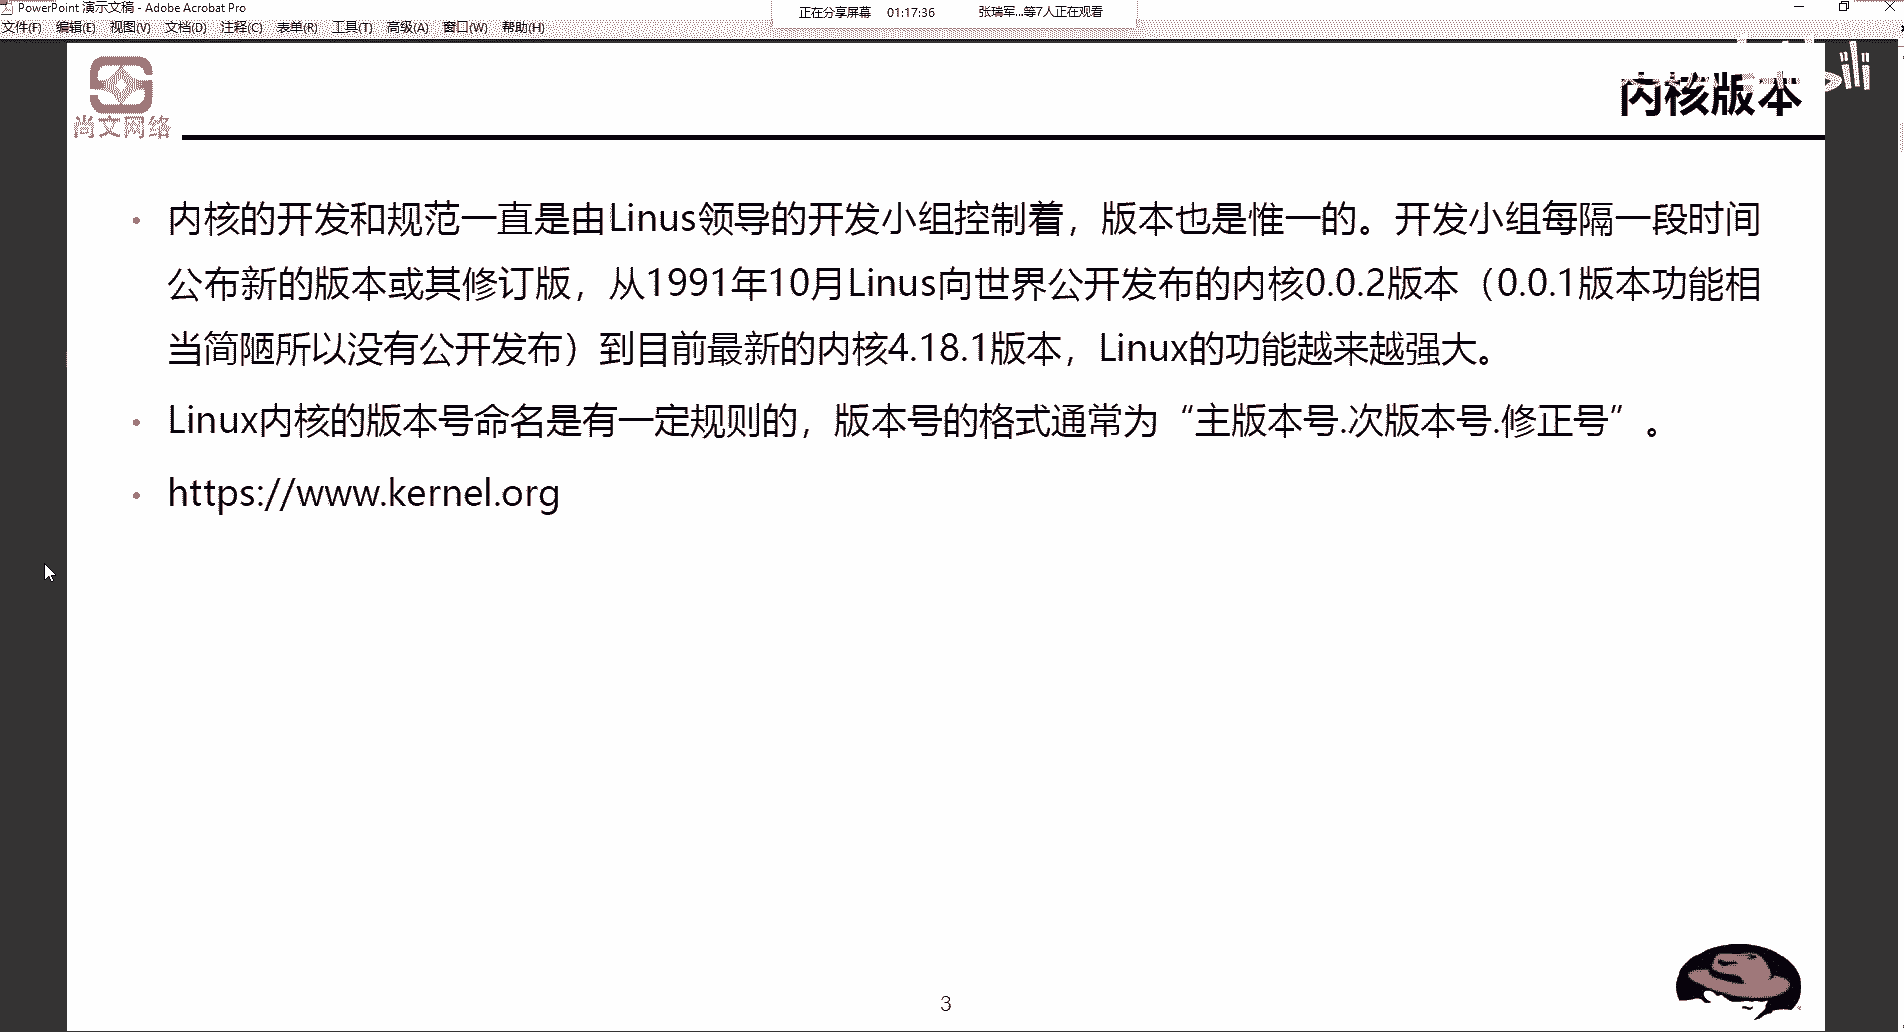 PowerPoint 演示文稿 - Adobe Acrobat Pro
正在分享屏幕 01:17:36 张瑞军...等7人正在观看
文件(F) 编辑(E) 视图(V) 文档(D) 注释(C) 表单(R) 工具(T) 高级(A) 窗口(W) 帮助(H)
尚文网络
内核版本
• 内核的开发和规范一直是由Linus领导的开发小组控制着，版本也是惟一的。开发小组每隔一段时间
公布新的版本或其修订版，从1991年10月Linus向世界公开发布的内核0.0.2版本（0.0.1版本功能相
当简陋所以没有公开发布）到目前最新的内核4.18.1版本，Linux的功能越来越强大。
• Linux内核的版本号命名是有一定规则的，版本号的格式通常为“主版本号.次版本号.修正号”。
• https://www.kernel.org
3